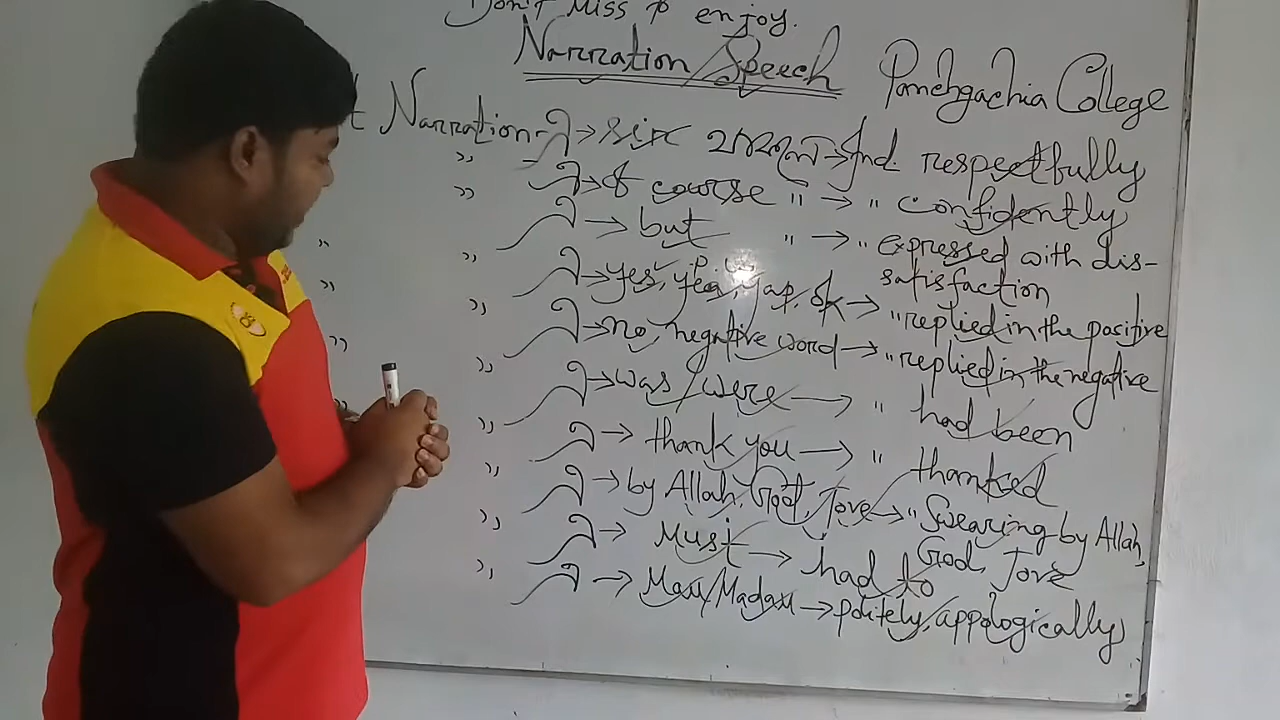 Don't Miss & enjoy.
Narration/Speech
Panchgachia College
t Narration-এ → sir থাকলে → Ind. respectfully
" - এ → of course " → " confidently
" এ → but " → " expressed with dis-
satisfaction
" এ → yes, yea, yap, ok → " replied in the positive
" এ → no, negative word → " replied in the negative
" এ → was/were → " had been
" এ → thank you → " thanked
" এ → by Allah, God, Jove → " Swearing by Allah,
God, Jove
" এ → Must → had to
" এ → Mam/Madam → politely, appologically